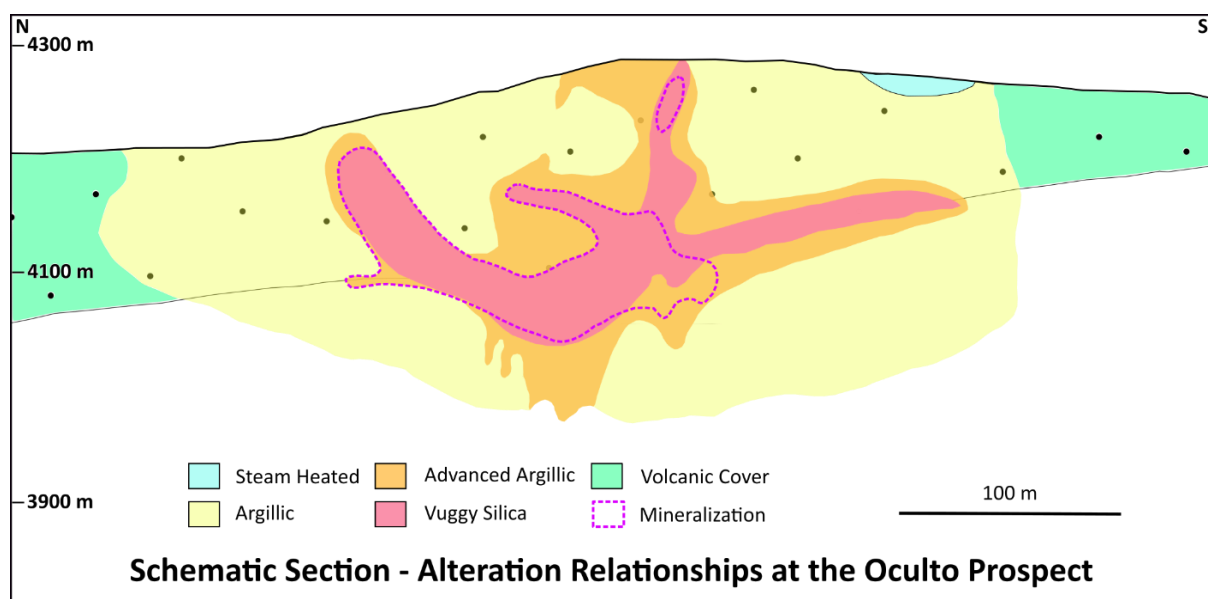 N
S
4300 m
4100 m
3900 m
Steam Heated
Advanced Argillic
Volcanic Cover
Argillic
Vuggy Silica
Mineralization
100 m
Schematic Section - Alteration Relationships at the Oculto Prospect